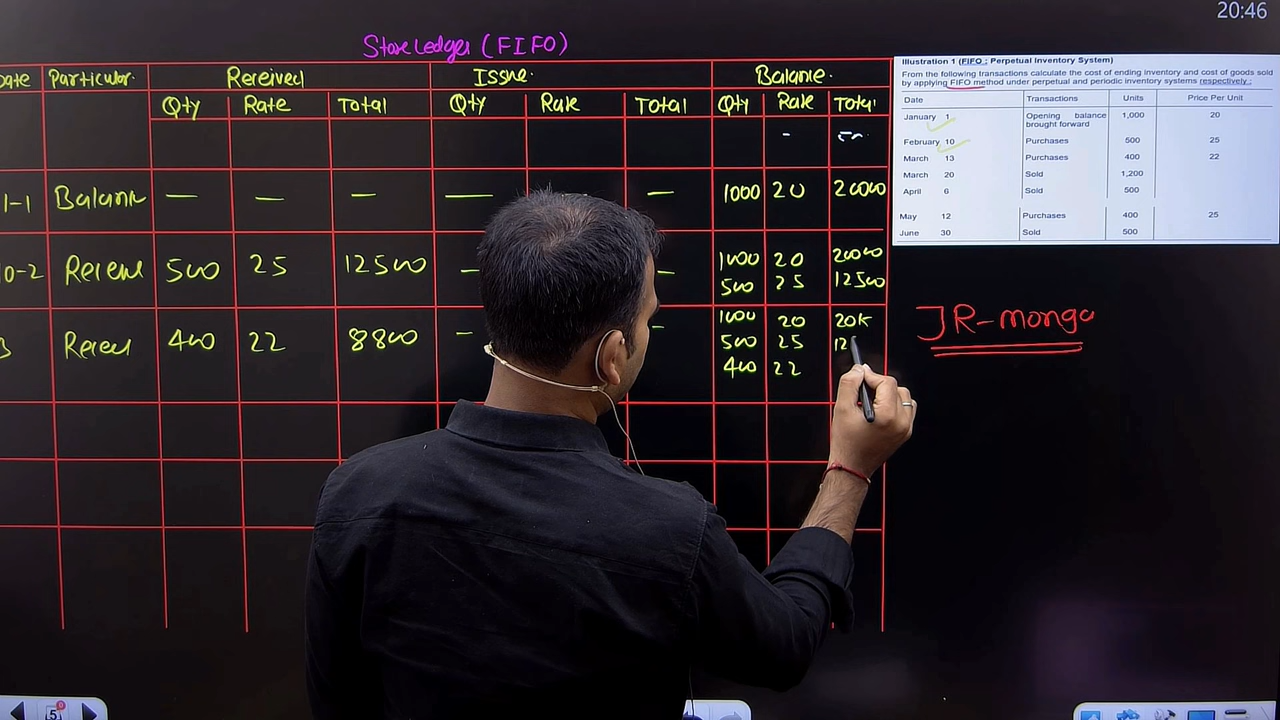 20:46
Store Ledger (FIFO)
Date Particular Received Issue. Balance.
Qty Rate Total Qty Rate Total Qty Rate Total
1-1 Balance — — — — — 1000 20 20000
10-2 500 25 12500 – – 1000 20 20000
500 25 12500
3 400 22 8800 – – 1000 20 20K
500 25 12
400 22
Illustration 1 (FIFO : Perpetual Inventory System)
From the following transactions calculate the cost of ending inventory and cost of goods sold
by applying FIFO method under perpetual and periodic inventory systems respectively :
Date Transactions Units Price Per Unit
January 1 Opening balance brought forward 1,000 20
February 10 Purchases 500 25
March 13 Purchases 400 22
March 20 Sold 1,200
April 6 Sold 500
May 12 Purchases 400 25
June 30 Sold 500
JR-monga
5